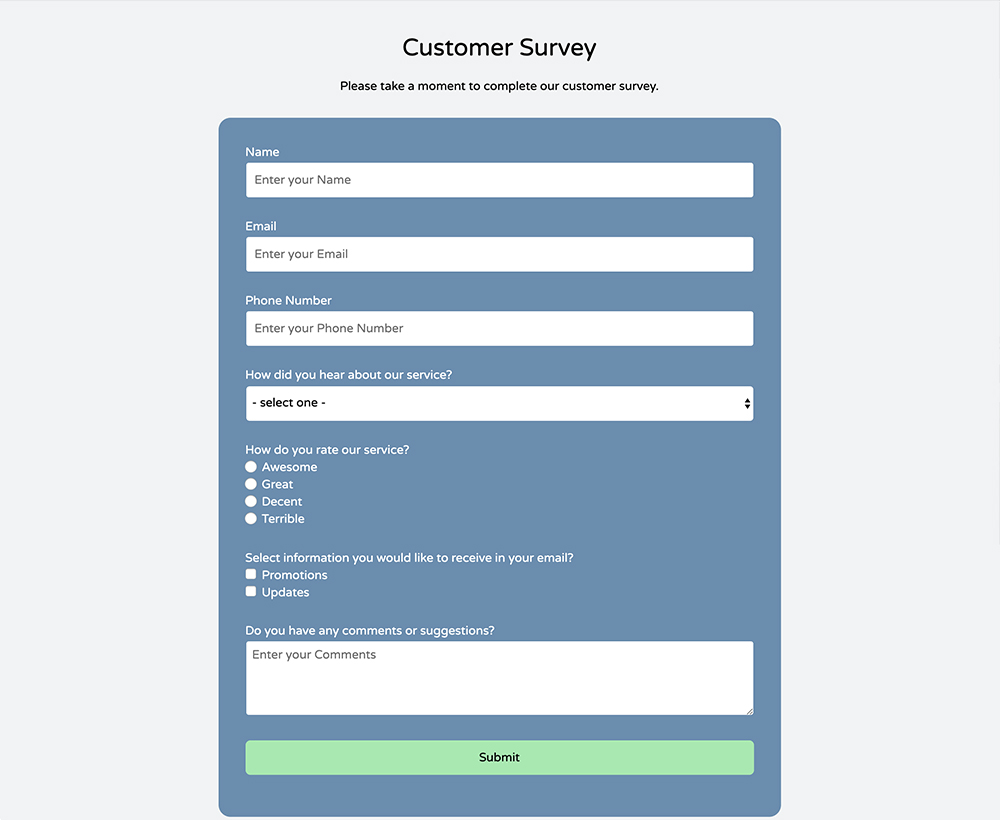 Customer Survey
Please take a moment to complete our customer survey.
Name
Enter your Name
Email
Enter your Email
Phone Number
Enter your Phone Number
How did you hear about our service?
- select one -
How do you rate our service?
Awesome
Great
Decent
Terrible
Select information you would like to receive in your email?
Promotions
Updates
Do you have any comments or suggestions?
Enter your Comments
Submit